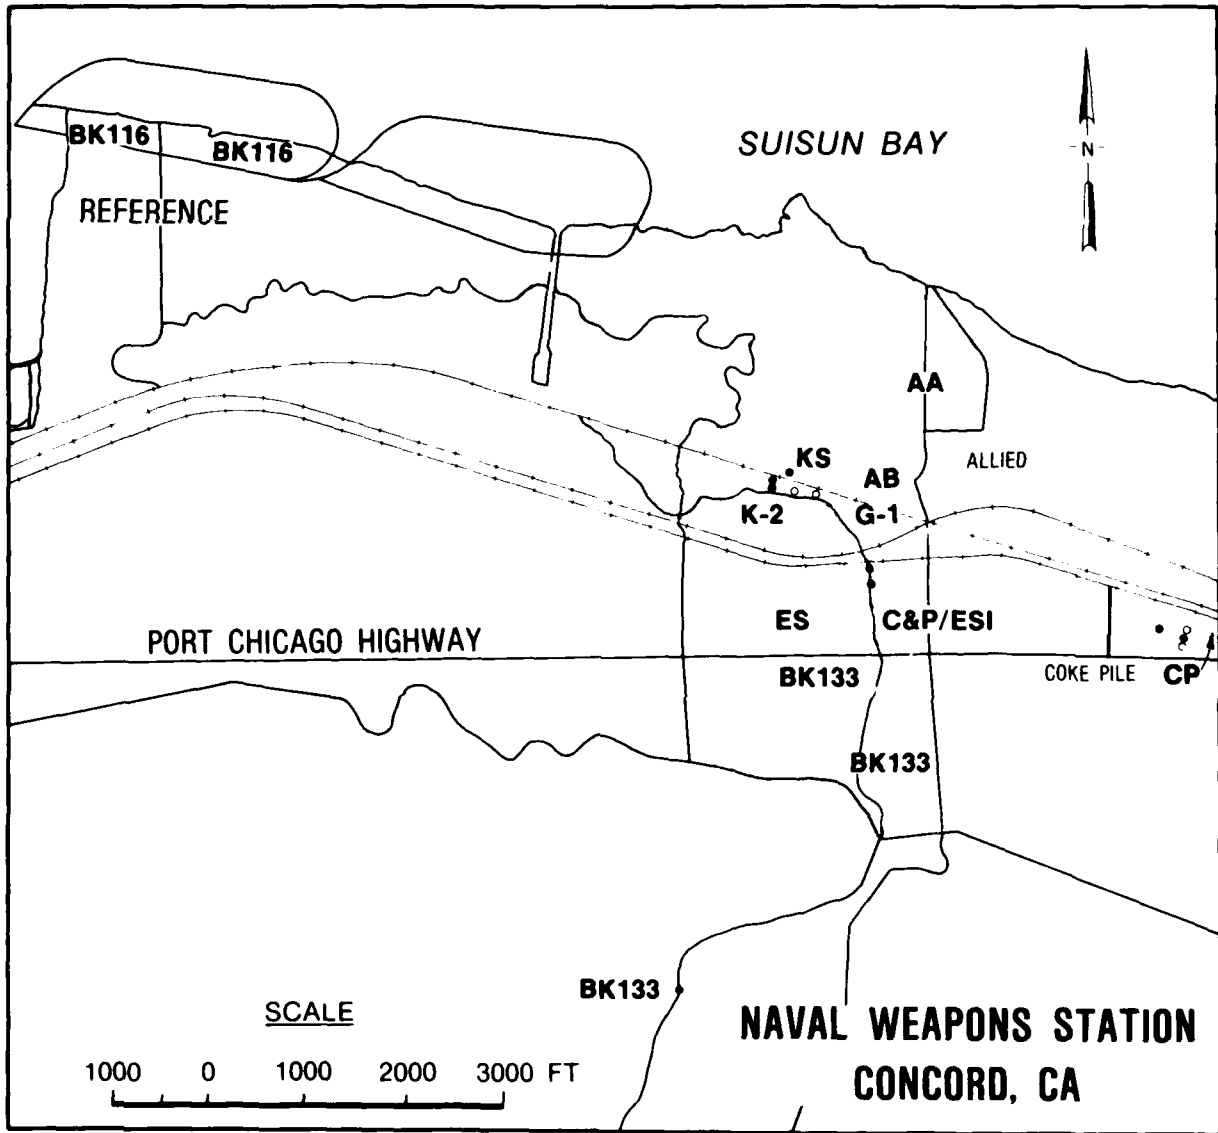 BK116
BK116
SUISUN BAY
N
REFERENCE
AA
KS
ALLIED
AB
K-2
G-1
ES
C&P/ESI
PORT CHICAGO HIGHWAY
BK133
COKE PILE
CP
BK133
BK133
SCALE
1000 0 1000 2000 3000 FT
NAVAL WEAPONS STATION
CONCORD, CA